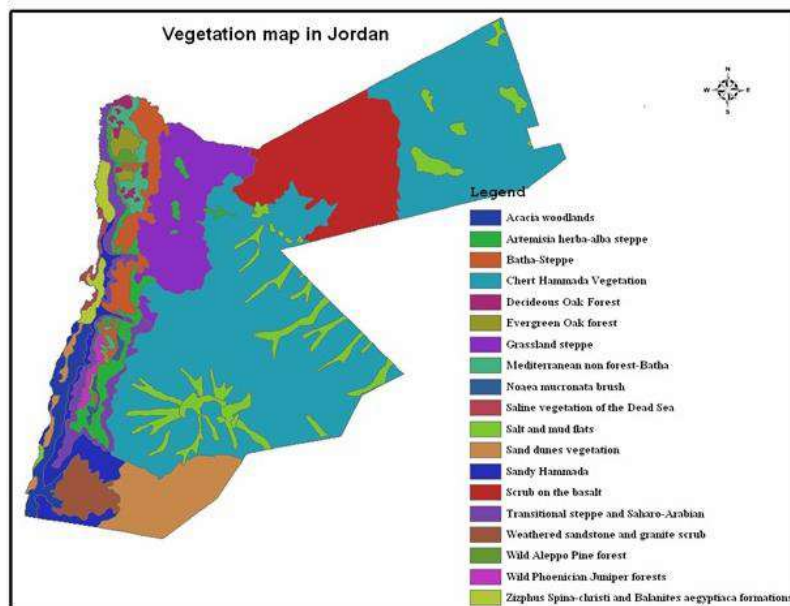 Vegetation map in Jordan
N
W E
S
Legend
Acacia woodlands
Artemisia herba-alba steppe
Batha-Steppe
Chert Hammada Vegetation
Decideous Oak Forest
Evergreen Oak forest
Grassland steppe
Mediterranean non forest-Batha
Noaea mucronata brush
Saline vegetation of the Dead Sea
Salt and mud flats
Sand dunes vegetation
Sandy Hammada
Scrub on the basalt
Transitional steppe and Saharo-Arabian
Weathered sandstone and granite scrub
Wild Aleppo Pine forest
Wild Phoenician Juniper forests
Zizphus Spina-christi and Balanites aegyptiaca formations